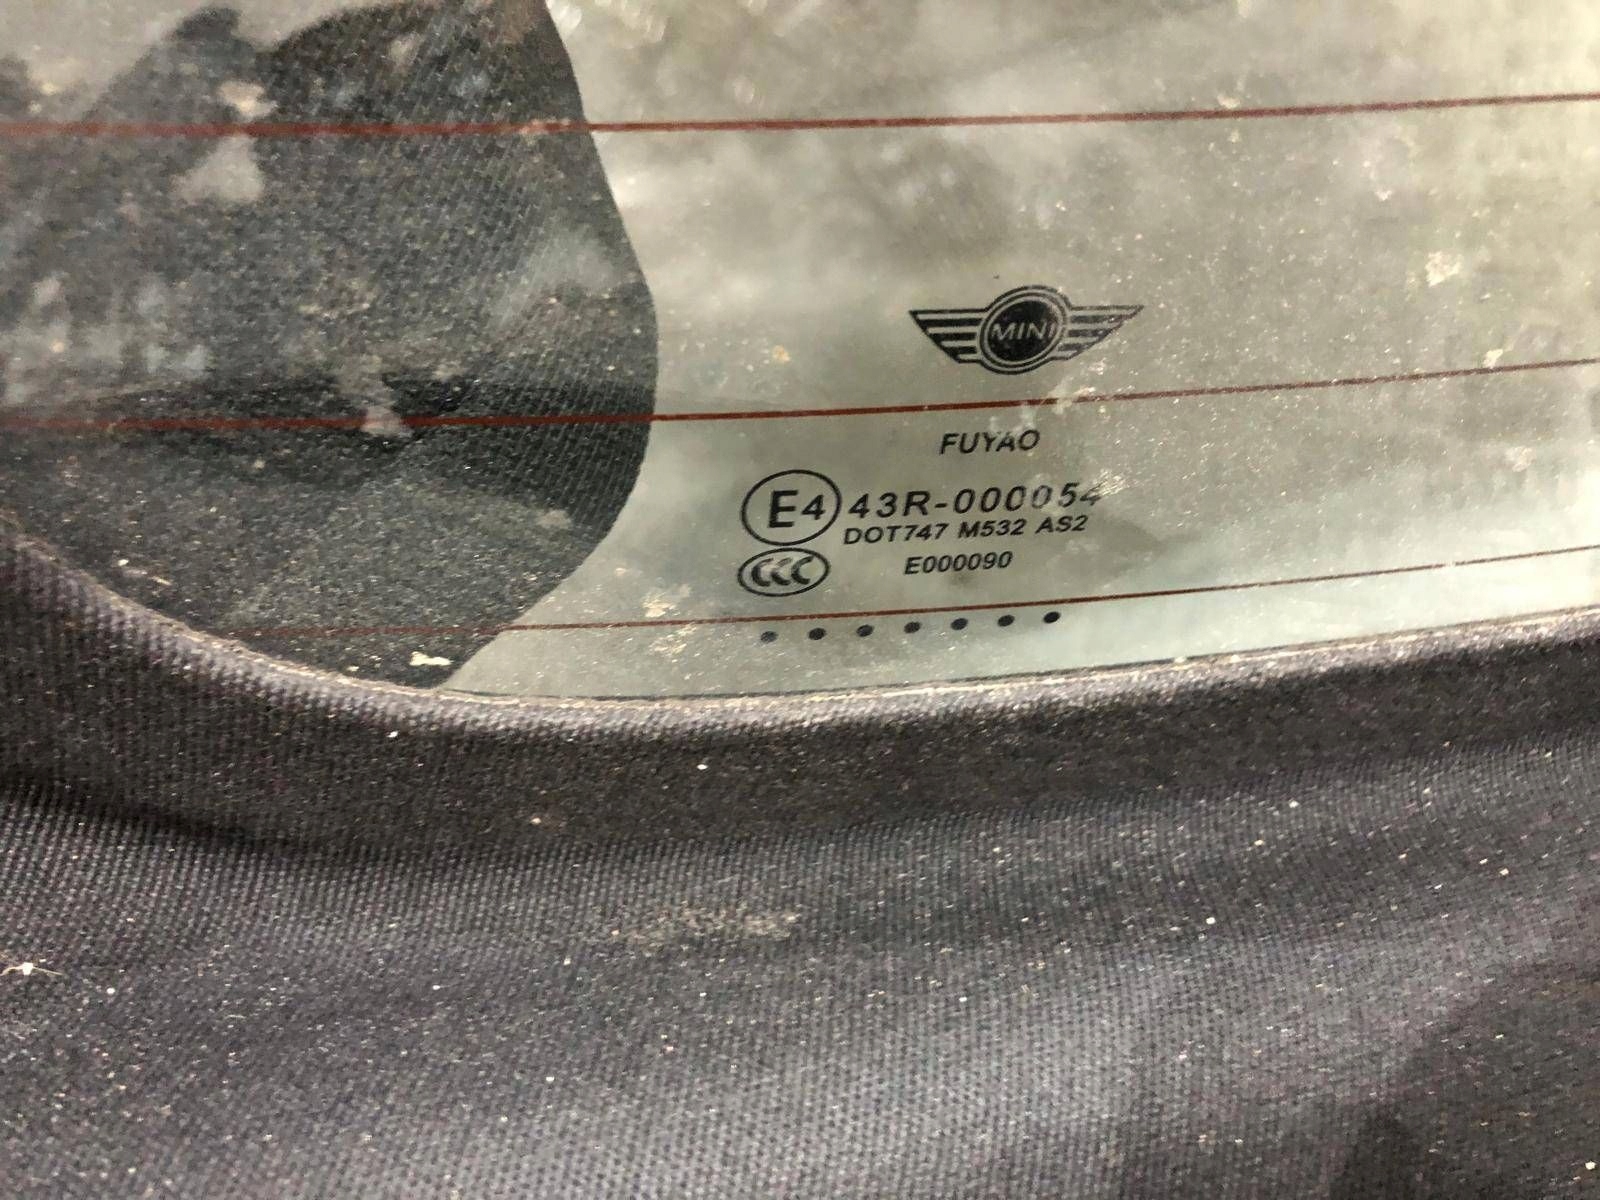 MINI
FUYAO
E4 43R-000054
DOT747 M532 AS2
CCC E000090